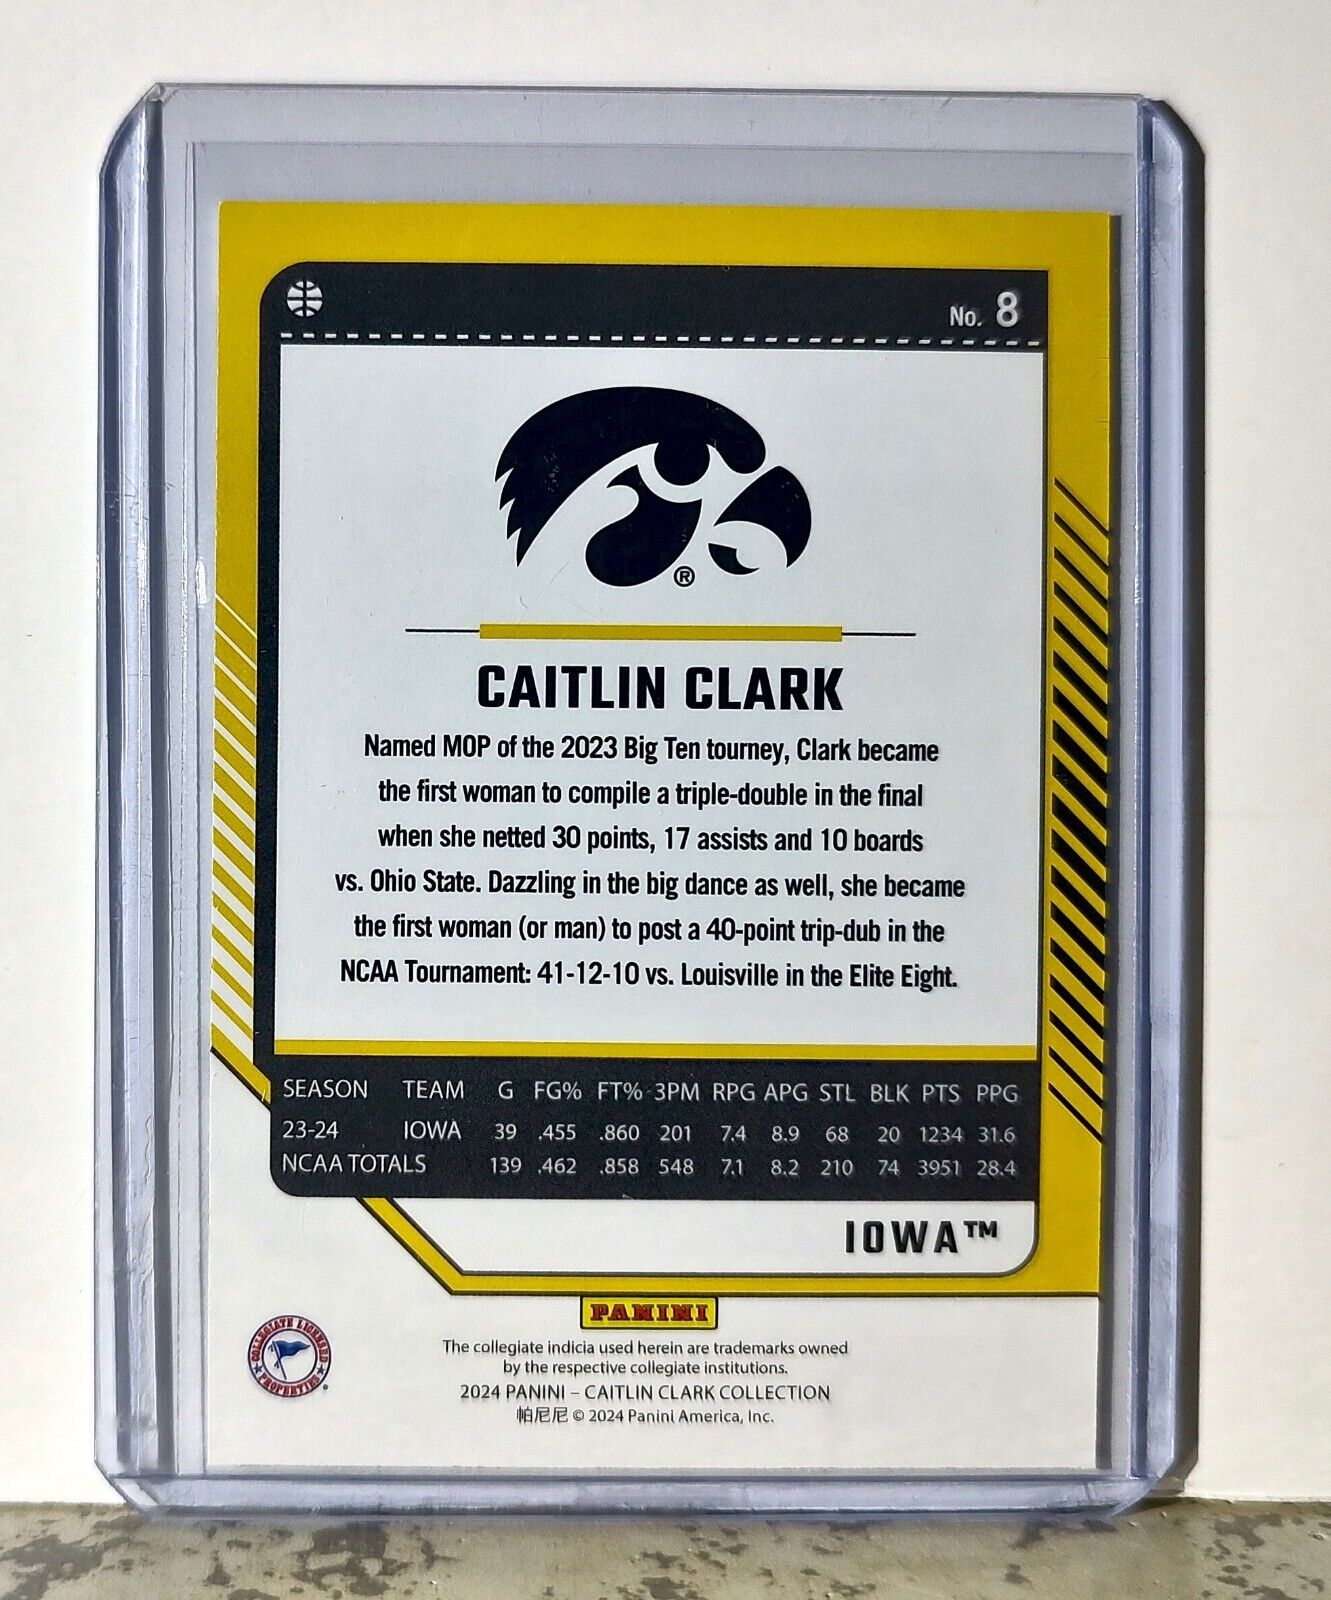 No. 8
®
CAITLIN CLARK
Named MOP of the 2023 Big Ten tourney, Clark became
the first woman to compile a triple-double in the final
when she netted 30 points, 17 assists and 10 boards
vs. Ohio State. Dazzling in the big dance as well, she became
the first woman (or man) to post a 40-point trip-dub in the
NCAA Tournament: 41-12-10 vs. Louisville in the Elite Eight.
SEASON TEAM G FG% FT% 3PM RPG APG STL BLK PTS PPG
23-24 IOWA 39 .455 .860 201 7.4 8.9 68 20 1234 31.6
NCAA TOTALS 139 .462 .858 548 7.1 8.2 210 74 3951 28.4
IOWA™
PANINI
COLLEGIATE LICENSED
PROPERTIES
The collegiate indicia used herein are trademarks owned
by the respective collegiate institutions.
2024 PANINI – CAITLIN CLARK COLLECTION
帕尼尼 © 2024 Panini America, Inc.